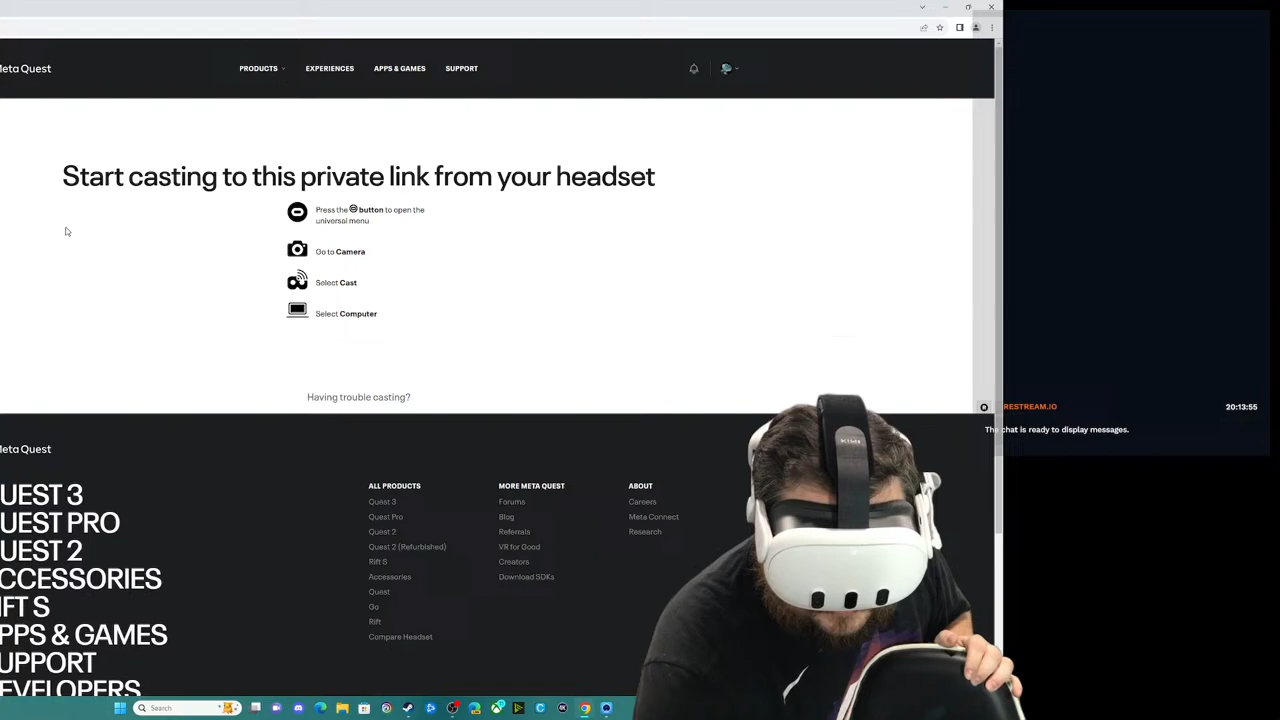 Meta Quest
PRODUCTS
EXPERIENCES
APPS & GAMES
SUPPORT
Start casting to this private link from your headset
Press the button to open the
universal menu
Go to Camera
Select Cast
Select Computer
Having trouble casting?
RESTREAM.IO
20:13:55
The chat is ready to display messages.
Meta Quest
UEST 3
UEST PRO
UEST 2
CCESSORIES
IFT S
PPS & GAMES
UPPORT
EVELOPERS
ALL PRODUCTS
Quest 3
Quest Pro
Quest 2
Quest 2 (Refurbished)
Rift S
Accessories
Quest
Go
Rift
Compare Headset
MORE META QUEST
Forums
Blog
Referrals
VR for Good
Creators
Download SDKs
ABOUT
Careers
Meta Connect
Research
KIWI
Search